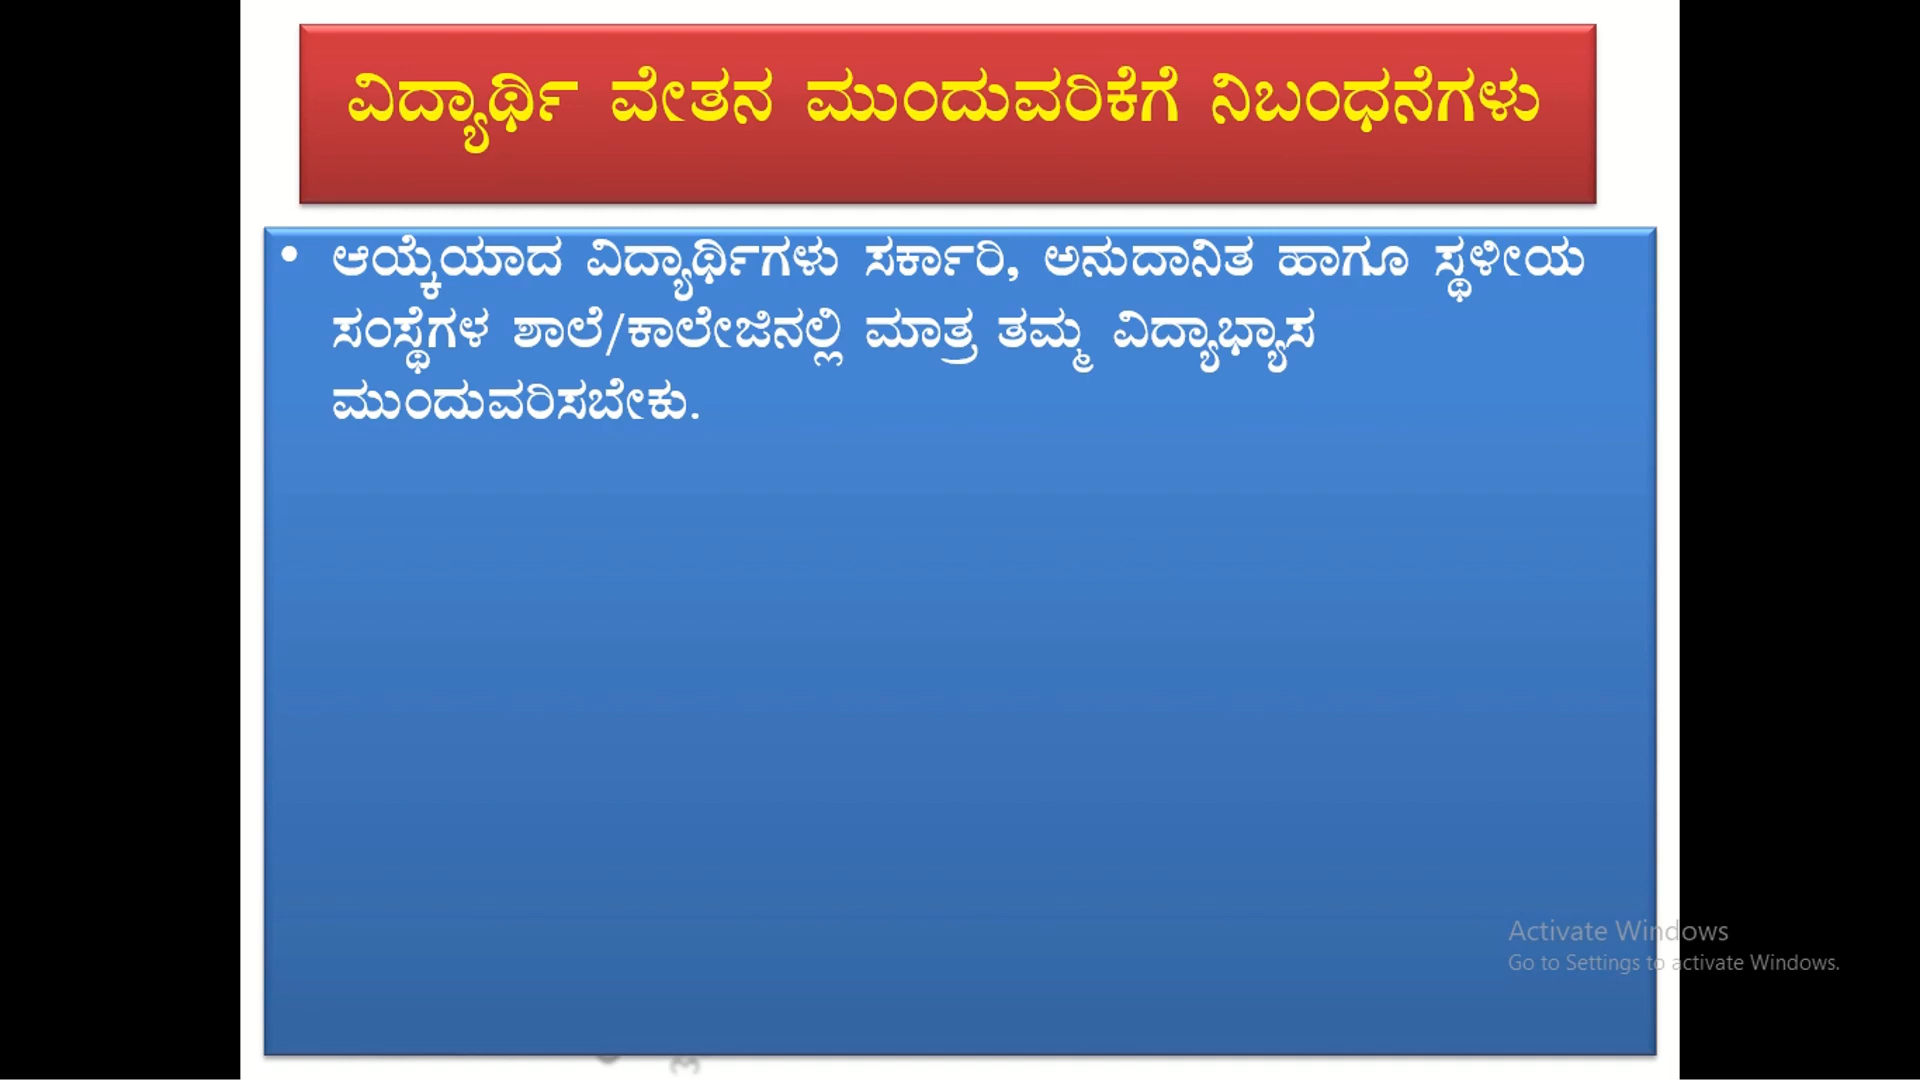 ವಿದ್ಯಾರ್ಥಿ ವೇತನ ಮುಂದುವರಿಕೆಗೆ ನಿಬಂಧನೆಗಳು
• ಆಯ್ಕೆಯಾದ ವಿದ್ಯಾರ್ಥಿಗಳು ಸರ್ಕಾರಿ, ಅನುದಾನಿತ ಹಾಗೂ ಸ್ಥಳೀಯ
ಸಂಸ್ಥೆಗಳ ಶಾಲೆ/ಕಾಲೇಜಿನಲ್ಲಿ ಮಾತ್ರ ತಮ್ಮ ವಿದ್ಯಾಭ್ಯಾಸ
ಮುಂದುವರಿಸಬೇಕು.
Activate Windows
Go to Settings to activate Windows.